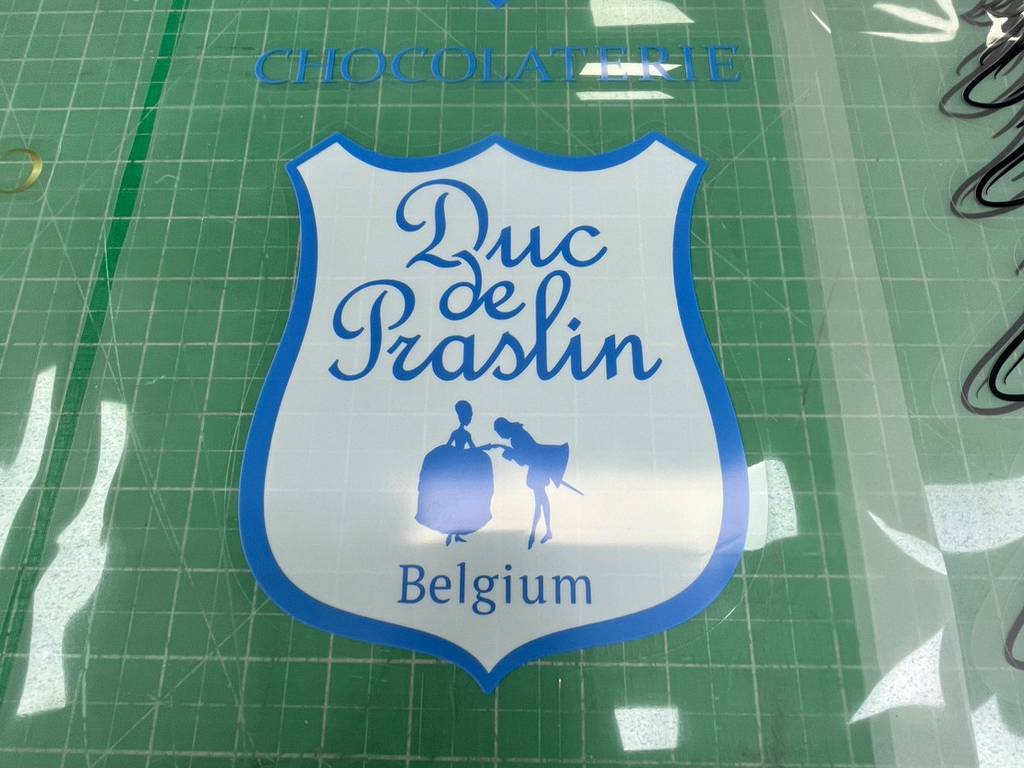 CHOCOLATERIE
Duc
de
Praslin
Belgium